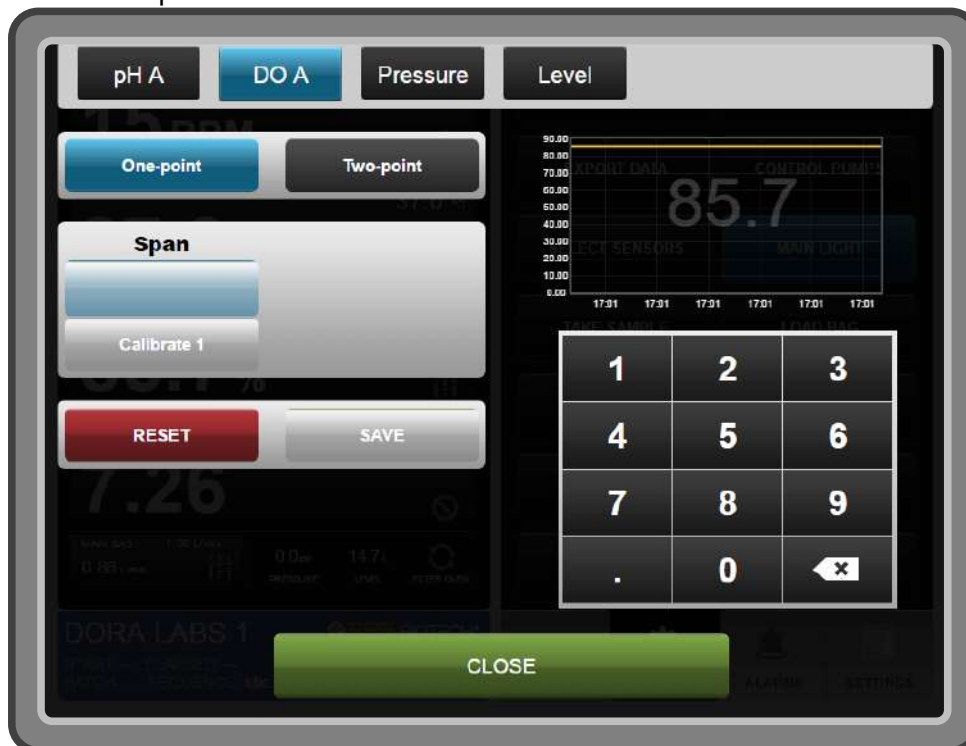 pH A
DO A
Pressure
Level
One-point
Two-point
Span
Calibrate 1
RESET
SAVE
90.00
80.00
70.00
60.00
50.00
40.00
30.00
20.00
10.00
0.00
85.7
17:01 17:01 17:01 17:01 17:01 17:01
EXPORT DATA
CONTROL PUMPS
SELECT SENSORS
MAIN LIGHT
TAKE SAMPLE
LOAD BAG
1 2 3
4 5 6
7 8 9
. 0
15 RPM
7.26
DORA LABS 1
CLOSE
ALARMS
SETTINGS